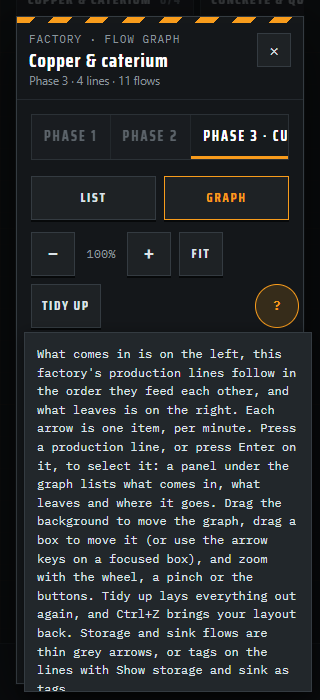 FACTORY · FLOW GRAPH
Copper & caterium
Phase 3 · 4 lines · 11 flows
×
PHASE 1
PHASE 2
PHASE 3 · CU
LIST
GRAPH
−
100%
+
FIT
TIDY UP
?
What comes in is on the left, this
factory's production lines follow in
the order they feed each other, and
what leaves is on the right. Each
arrow is one item, per minute. Press
a production line, or press Enter on
it, to select it: a panel under the
graph lists what comes in, what
leaves and where it goes. Drag the
background to move the graph, drag a
box to move it (or use the arrow
keys on a focused box), and zoom
with the wheel, a pinch or the
buttons. Tidy up lays everything out
again, and Ctrl+Z brings your layout
back. Storage and sink flows are
thin grey arrows, or tags on the
lines with Show storage and sink as
tags